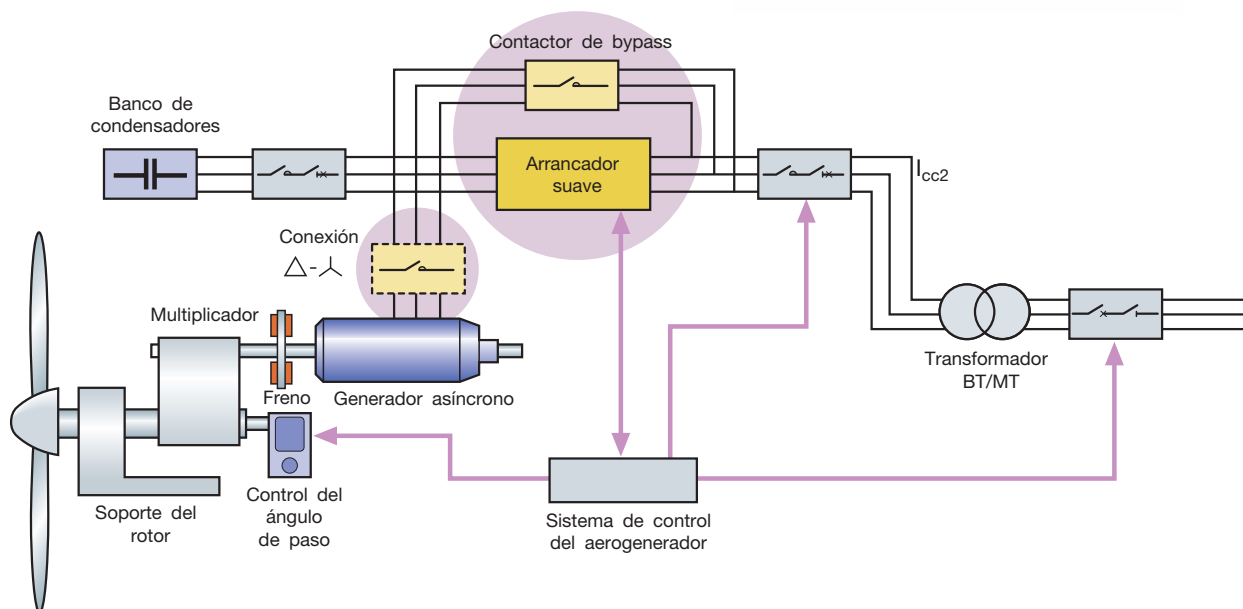 Contactor de bypass
Banco de
condensadores
Arrancador
suave
I_cc2
Conexión
Multiplicador
Freno
Generador asíncrono
Transformador
BT/MT
Soporte del
rotor
Control del
ángulo
de paso
Sistema de control
del aerogenerador